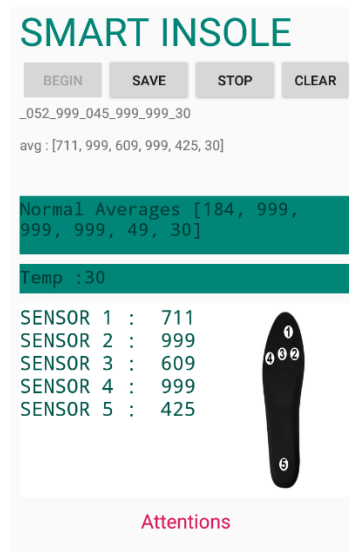 SMART INSOLE
BEGIN SAVE STOP CLEAR
_052_999_045_999_999_30
avg : [711, 999, 609, 999, 425, 30]
Normal Averages [184, 999,
999, 999, 49, 30]
Temp :30
SENSOR 1 : 711
SENSOR 2 : 999
SENSOR 3 : 609
SENSOR 4 : 999
SENSOR 5 : 425
1
4 3 2
5
Attentions